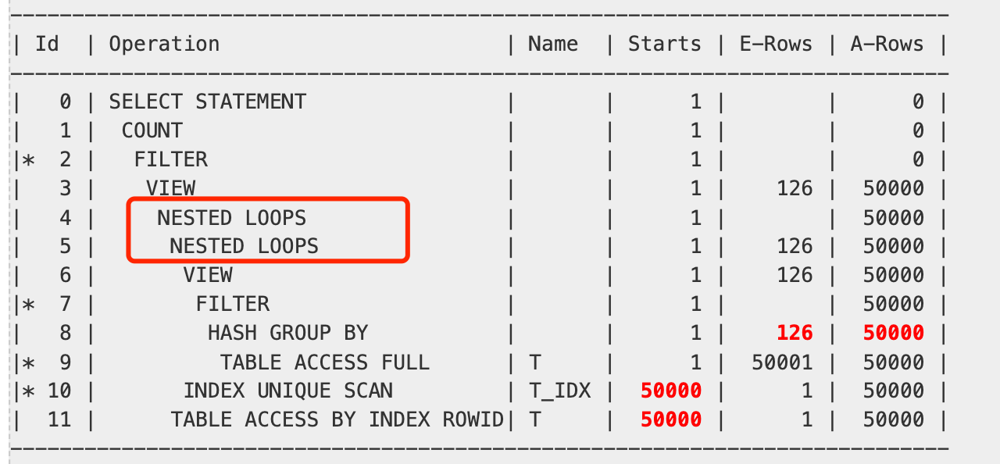 --------------------------------------------------------------------------------
| Id  | Operation                       | Name  | Starts | E-Rows | A-Rows |
--------------------------------------------------------------------------------
|   0 | SELECT STATEMENT                |       |      1 |        |      0 |
|   1 |  COUNT                          |       |      1 |        |      0 |
|*  2 |   FILTER                        |       |      1 |        |      0 |
|   3 |    VIEW                         |       |      1 |    126 |  50000 |
|   4 |     NESTED LOOPS                |       |      1 |        |  50000 |
|   5 |      NESTED LOOPS               |       |      1 |    126 |  50000 |
|   6 |       VIEW                      |       |      1 |    126 |  50000 |
|*  7 |        FILTER                   |       |      1 |        |  50000 |
|   8 |         HASH GROUP BY           |       |      1 |    126 |  50000 |
|*  9 |          TABLE ACCESS FULL      | T     |      1 |  50001 |  50000 |
|* 10 |       INDEX UNIQUE SCAN         | T_IDX |  50000 |      1 |  50000 |
|  11 |      TABLE ACCESS BY INDEX ROWID| T     |  50000 |      1 |  50000 |
--------------------------------------------------------------------------------